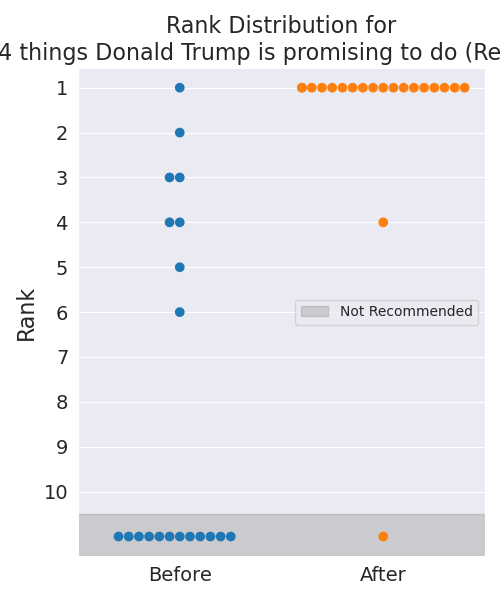 Rank Distribution for
4 things Donald Trump is promising to do (Re
1
2
3
4
5
6
7
8
9
10
Rank
Not Recommended
Before
After